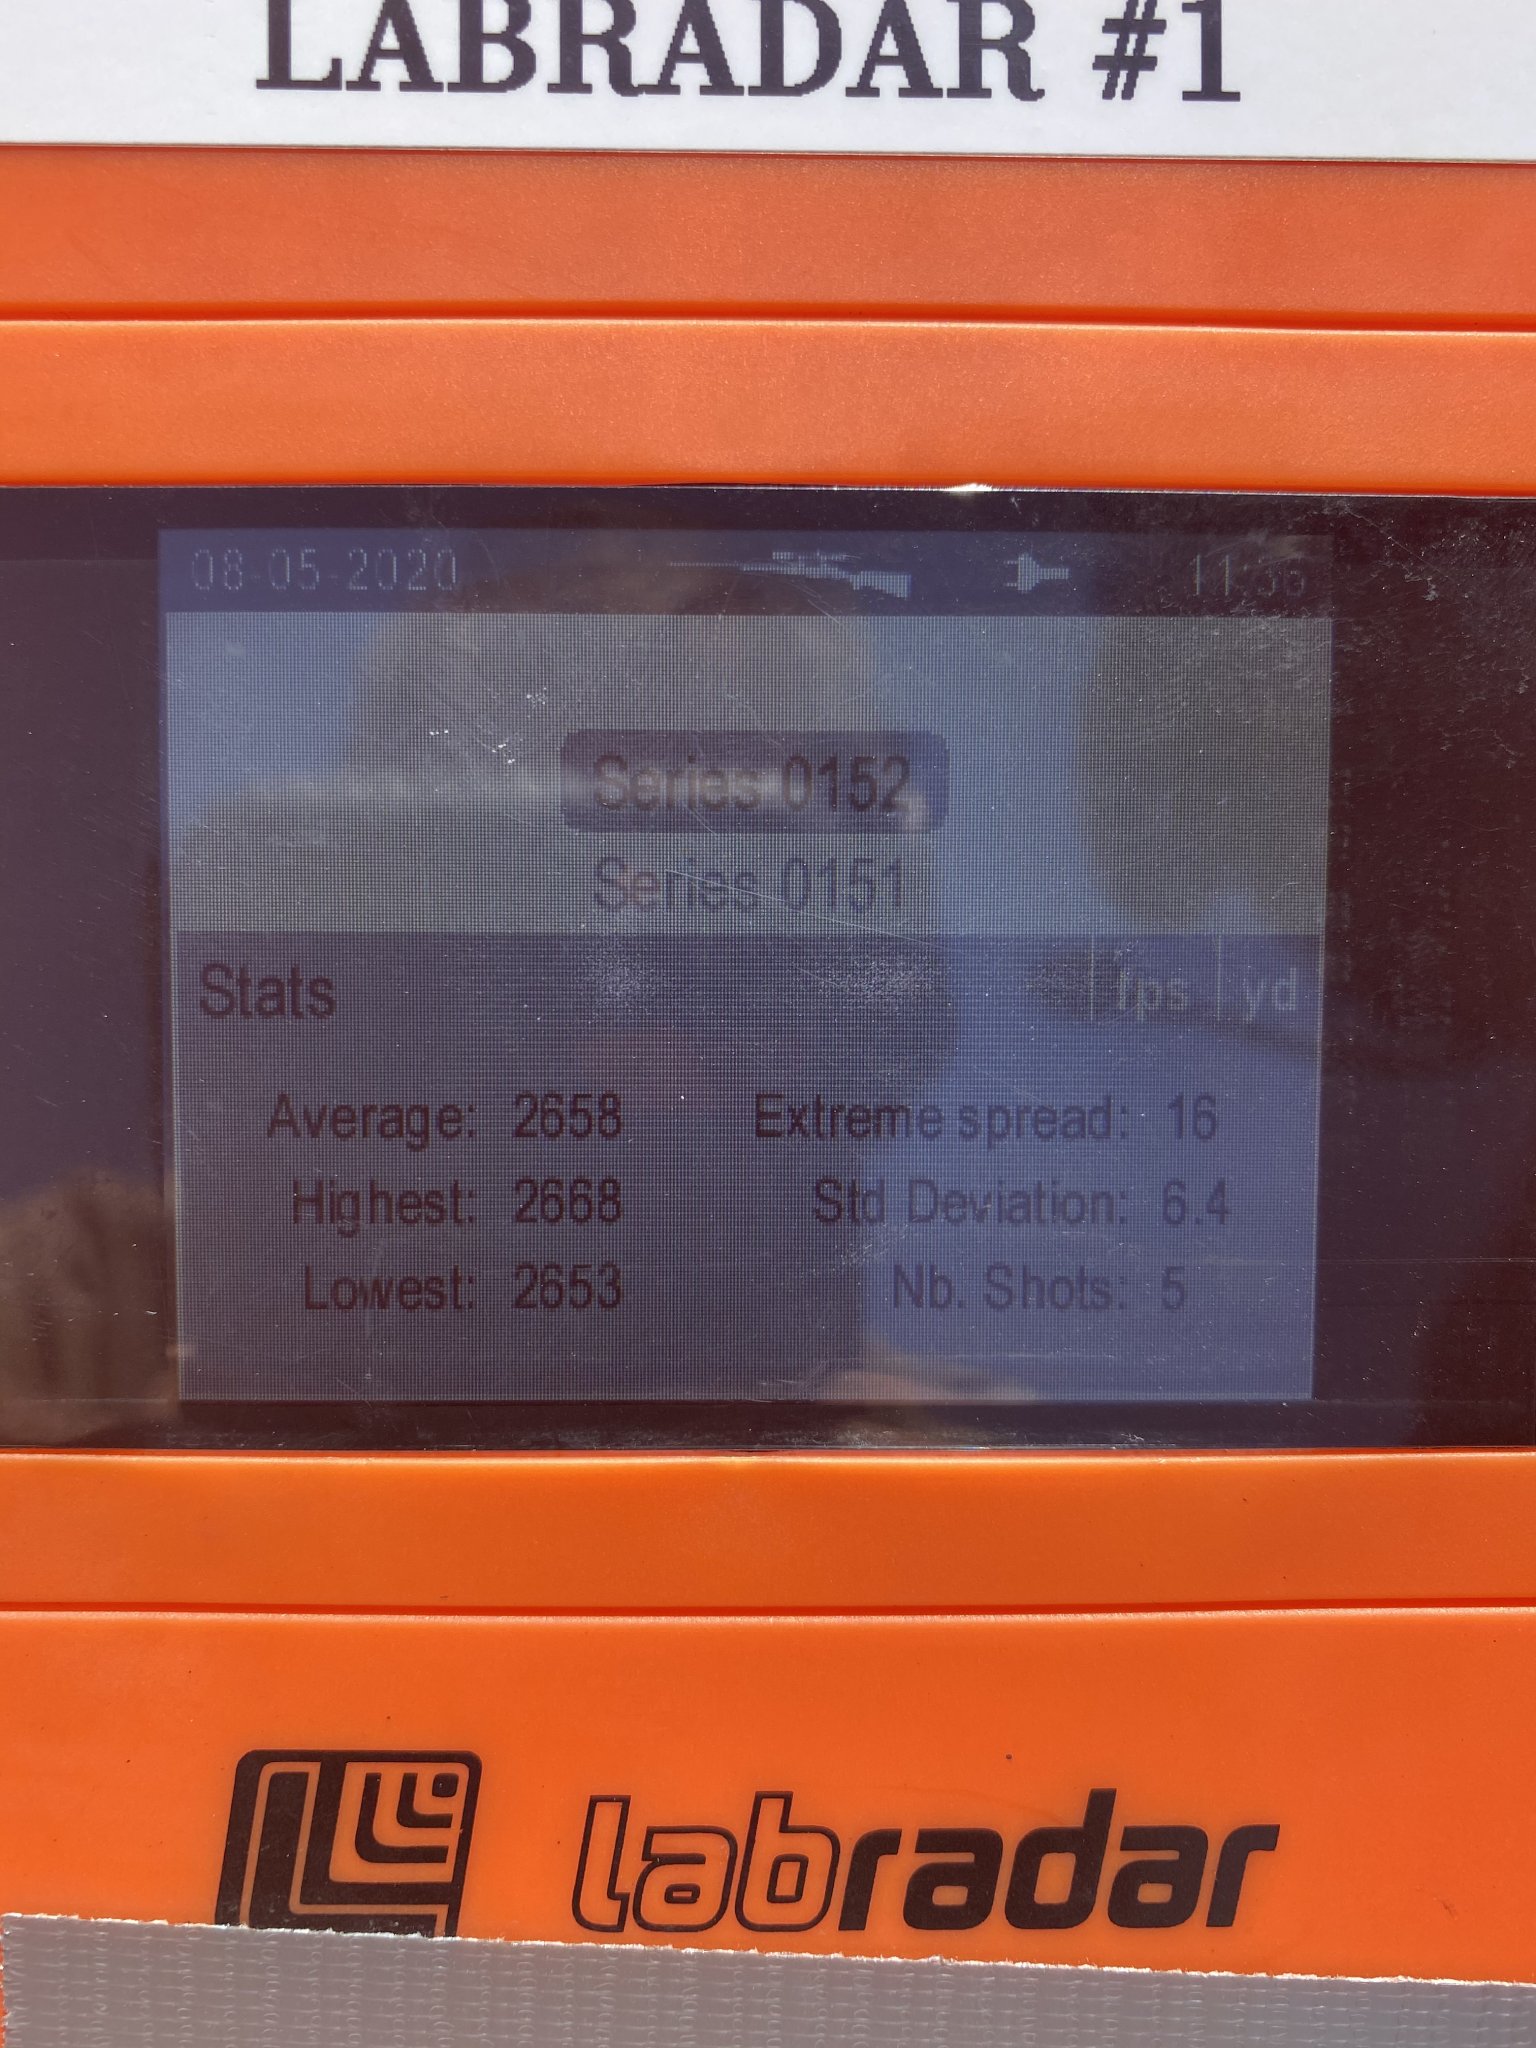 LABRADAR #1
08-05-2020
Series 0152
Series 0151
Stats fps yd
Average: 2658 Extreme spread: 16
Highest: 2668 Std Deviation: 6.4
Lowest: 2653 Nb. Shots: 5
labradar